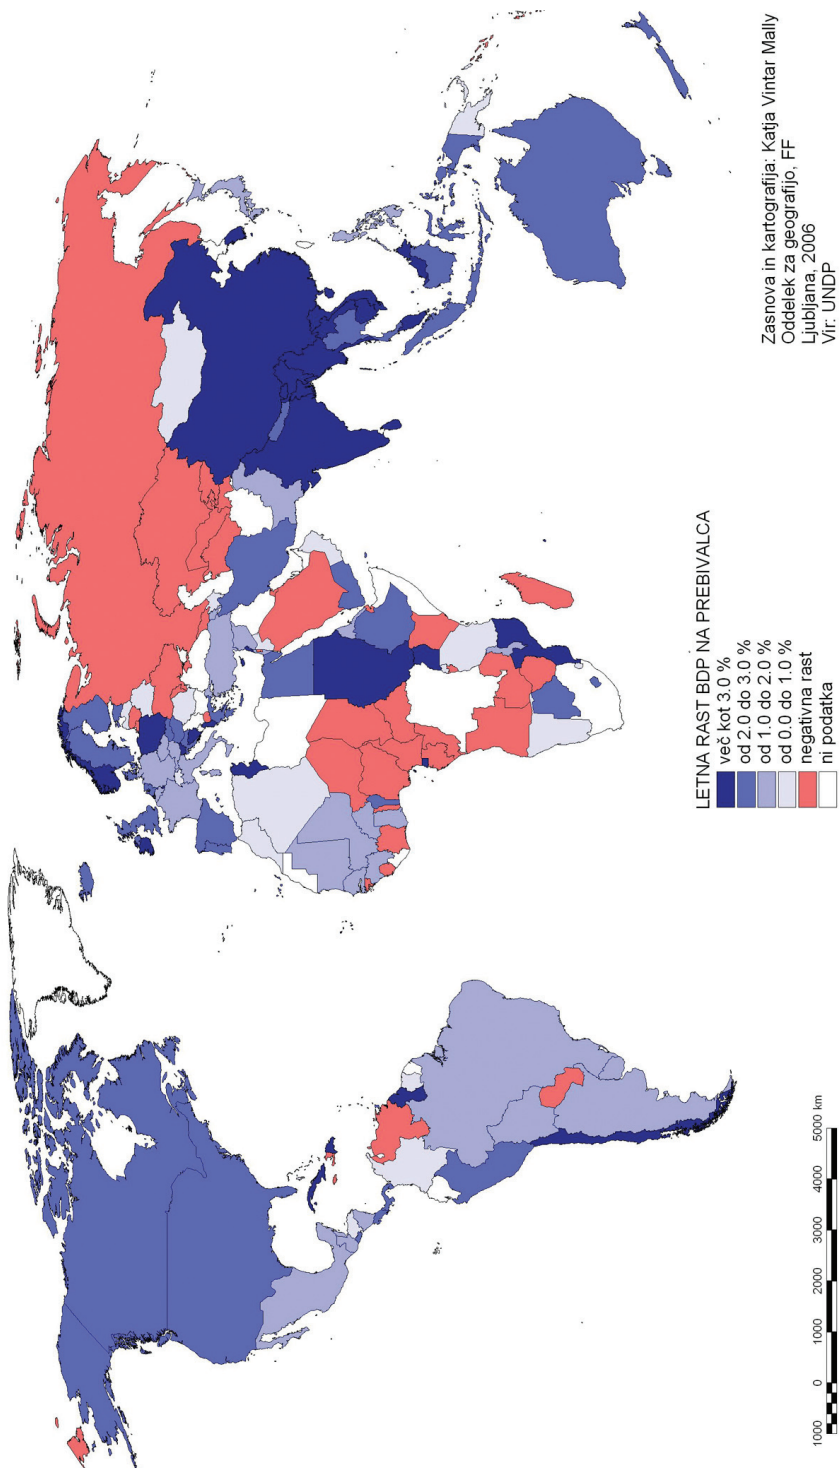 Zasnova in kartografija: Katja Vintar Mally
Oddelek za geografijo, FF
Ljubljana, 2006
Vir: UNDP
LETNA RAST BDP NA PREBIVALCA
več kot 3.0 %
od 2.0 do 3.0 %
od 1.0 do 2.0 %
od 0.0 do 1.0 %
negativna rast
ni podatka
1000 0 1000 2000 3000 4000 5000 km